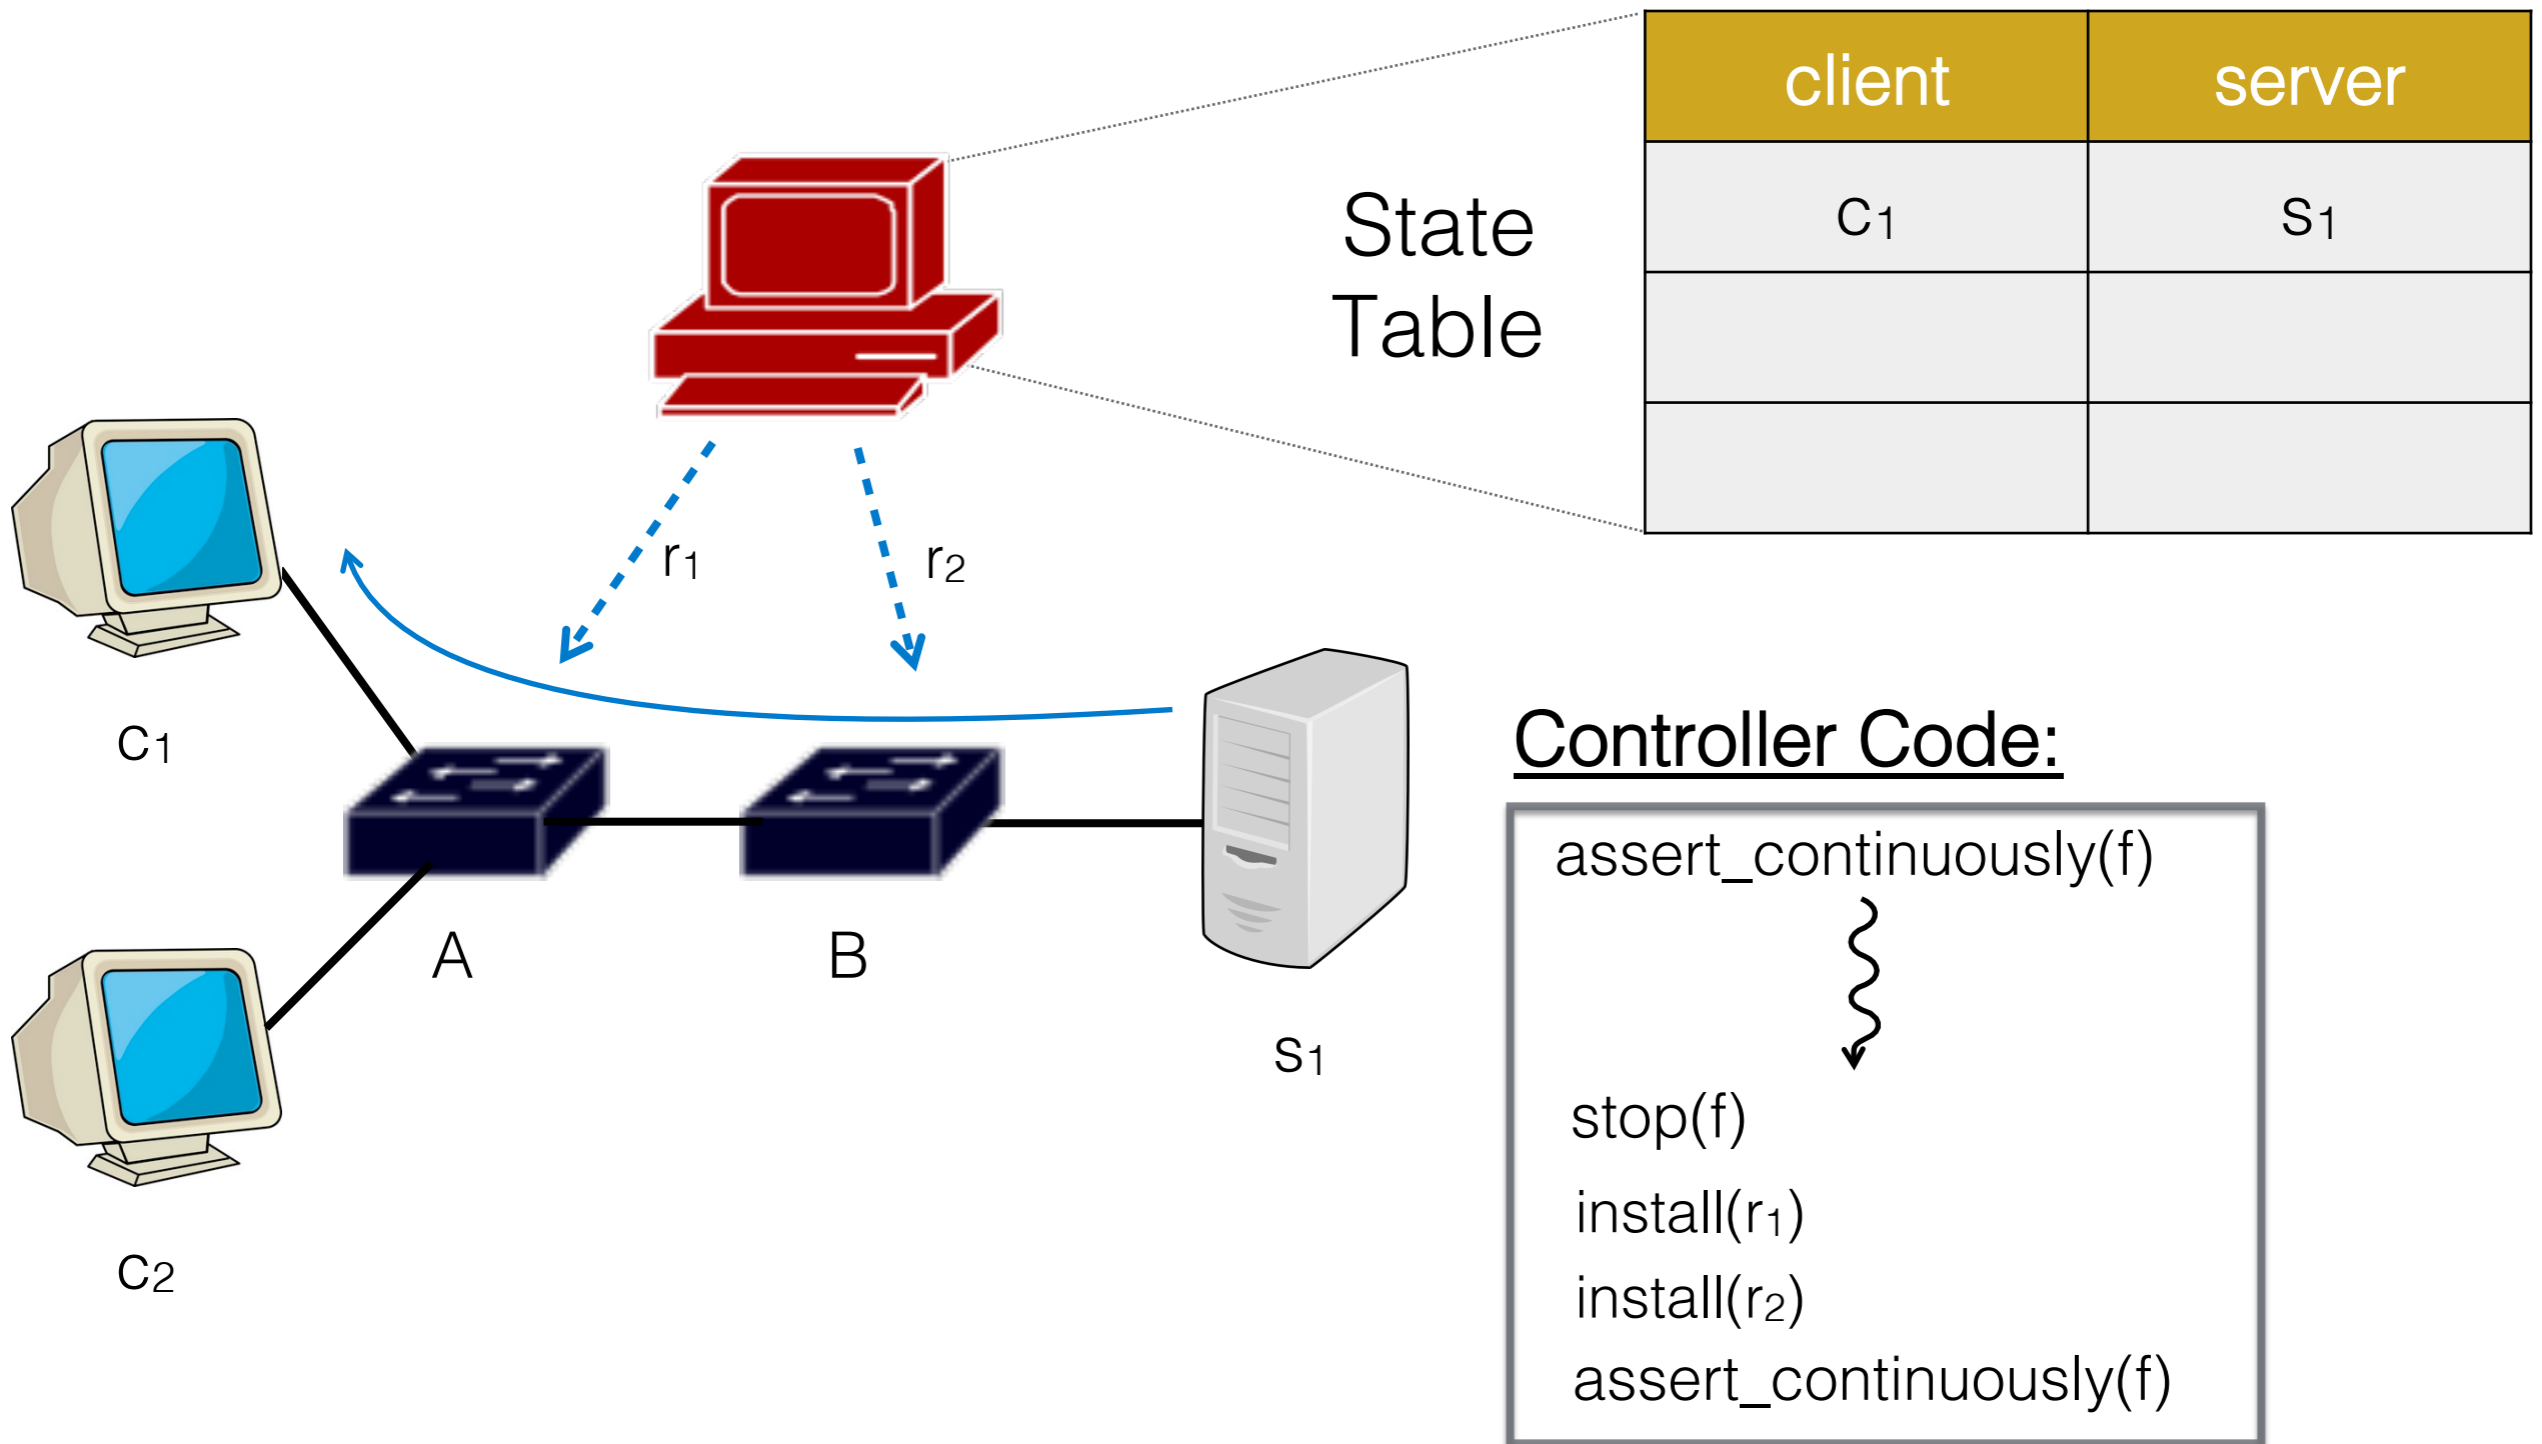 client server
State
Table
C1 S1
r1 r2
C1
Controller Code:
assert_continuously(f)
A B
S1
stop(f)
install(r1)
C2
install(r2)
assert_continuously(f)